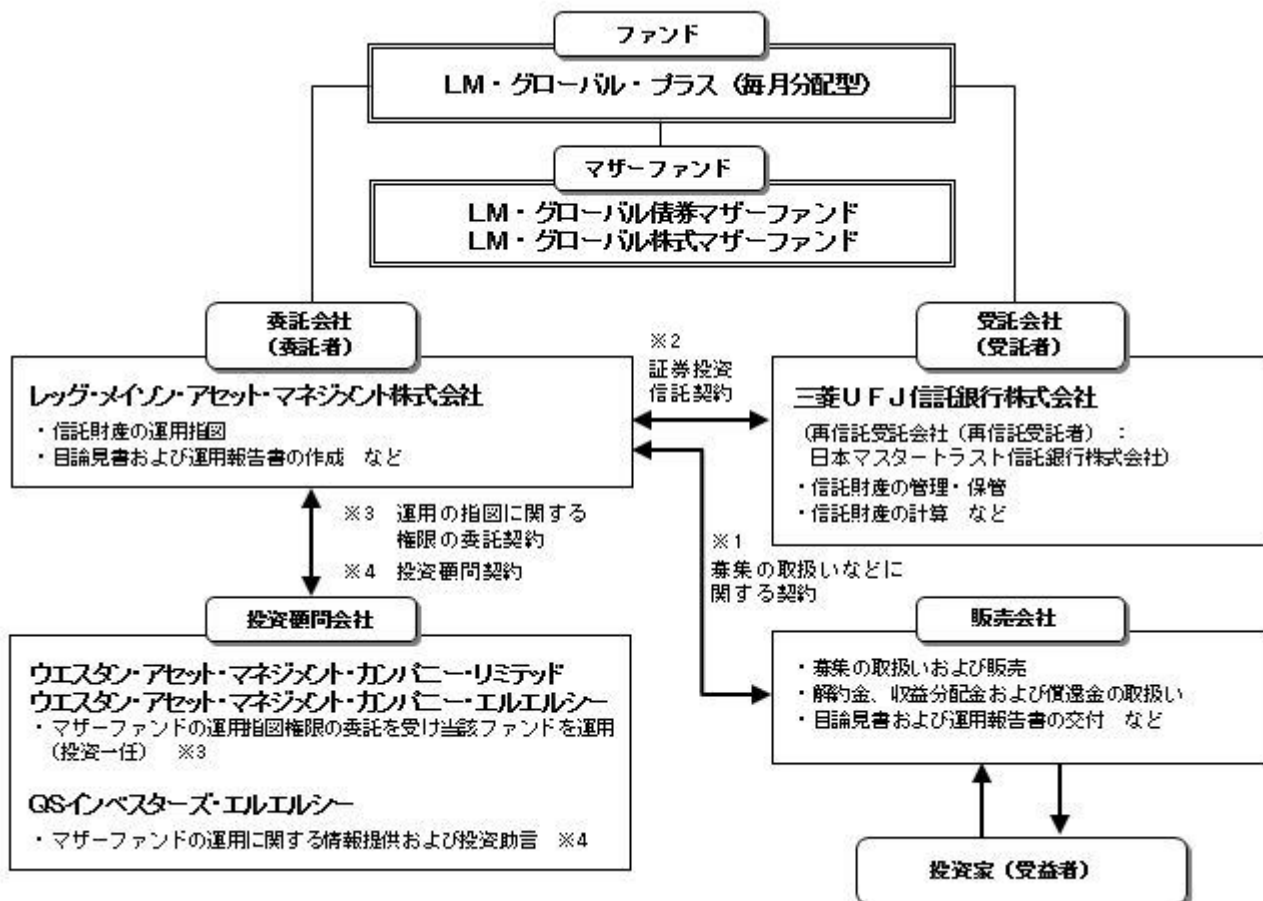 ファンド
LM・グローバル・プラス（毎月分配型）
マザーファンド
LM・グローバル債券マザーファンド
LM・グローバル株式マザーファンド
委託会社
（委託者）
レッグ・メイソン・アセット・マネジメント株式会社
・信託財産の運用指図
・目論見書および運用報告書の作成　など
※2
証券投資
信託契約
受託会社
（受託者）
三菱ＵＦＪ信託銀行株式会社
（再信託受託会社（再信託受託者）：
日本マスタートラスト信託銀行株式会社）
・信託財産の管理・保管
・信託財産の計算　など
※3　運用の指図に関する
権限の委託契約
※4　投資顧問契約
※1
募集の取扱いなどに
関する契約
投資顧問会社
ウエスタン・アセット・マネジメント・カンパニー・リミテッド
ウエスタン・アセット・マネジメント・カンパニー・エルエルシー
・マザーファンドの運用指図権限の委託を受け当該ファンドを運用
（投資一任）　※3
QSインベスターズ・エルエルシー
・マザーファンドの運用に関する情報提供および投資助言　※4
販売会社
・募集の取扱いおよび販売
・解約金、収益分配金および償還金の取扱い
・目論見書および運用報告書の交付　など
投資家（受益者）